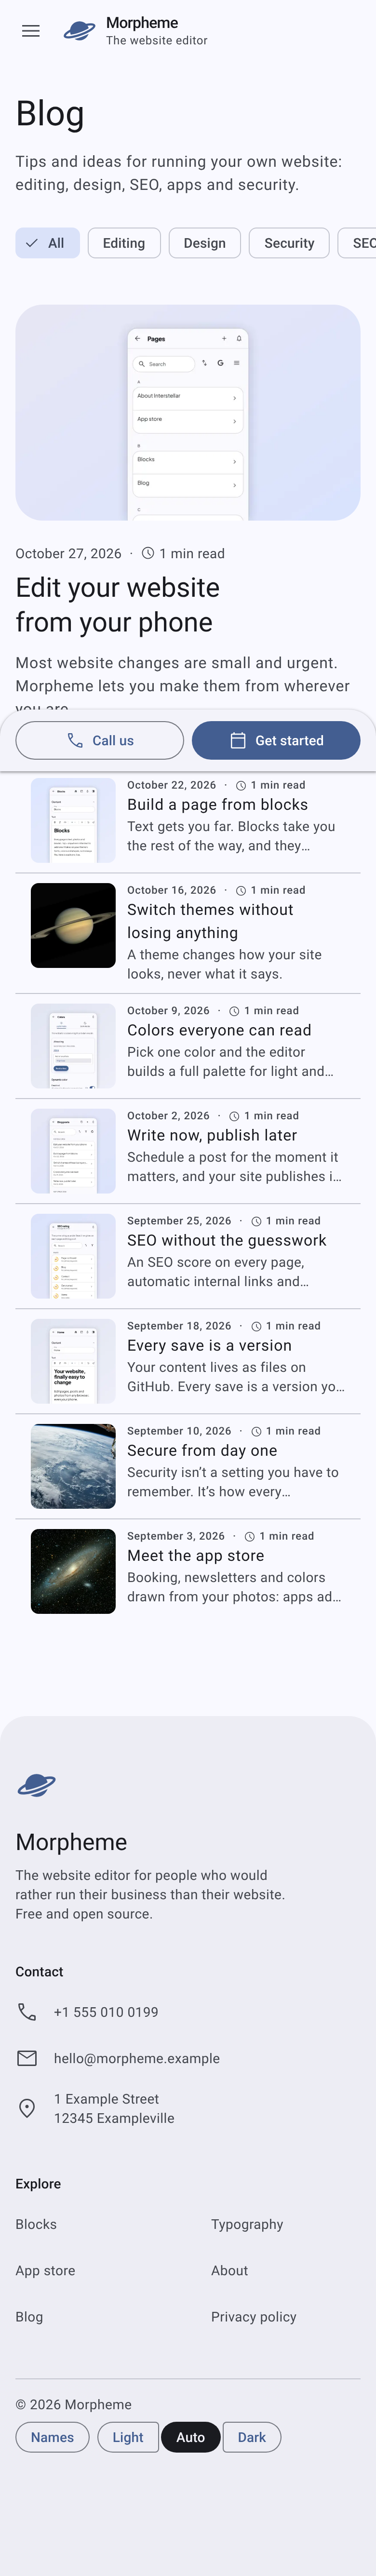 Morpheme
The website editor
Blog
Tips and ideas for running your own website:
editing, design, SEO, apps and security.
All
Editing
Design
Security
SEO
Pages
Search
A
About Interstellar
App store
B
Blocks
Blog
C
October 27, 2026 · 1 min read
Edit your website
from your phone
Most website changes are small and urgent.
Morpheme lets you make them from wherever
you are
Call us
Get started
October 22, 2026 · 1 min read
Build a page from blocks
Text gets you far. Blocks take you
the rest of the way, and they…
Blocks
October 16, 2026 · 1 min read
Switch themes without
losing anything
A theme changes how your site
looks, never what it says.
October 9, 2026 · 1 min read
Colors everyone can read
Pick one color and the editor
builds a full palette for light and…
October 2, 2026 · 1 min read
Write now, publish later
Schedule a post for the moment it
matters, and your site publishes i…
September 25, 2026 · 1 min read
SEO without the guesswork
An SEO score on every page,
automatic internal links and…
September 18, 2026 · 1 min read
Every save is a version
Your content lives as files on
GitHub. Every save is a version yo…
Your website,
finally easy to
change
September 10, 2026 · 1 min read
Secure from day one
Security isn’t a setting you have to
remember. It’s how every…
September 3, 2026 · 1 min read
Meet the app store
Booking, newsletters and colors
drawn from your photos: apps ad…
Morpheme
The website editor for people who would
rather run their business than their website.
Free and open source.
Contact
+1 555 010 0199
hello@morpheme.example
1 Example Street
12345 Exampleville
Explore
Blocks
Typography
App store
About
Blog
Privacy policy
© 2026 Morpheme
Names
Light
Auto
Dark